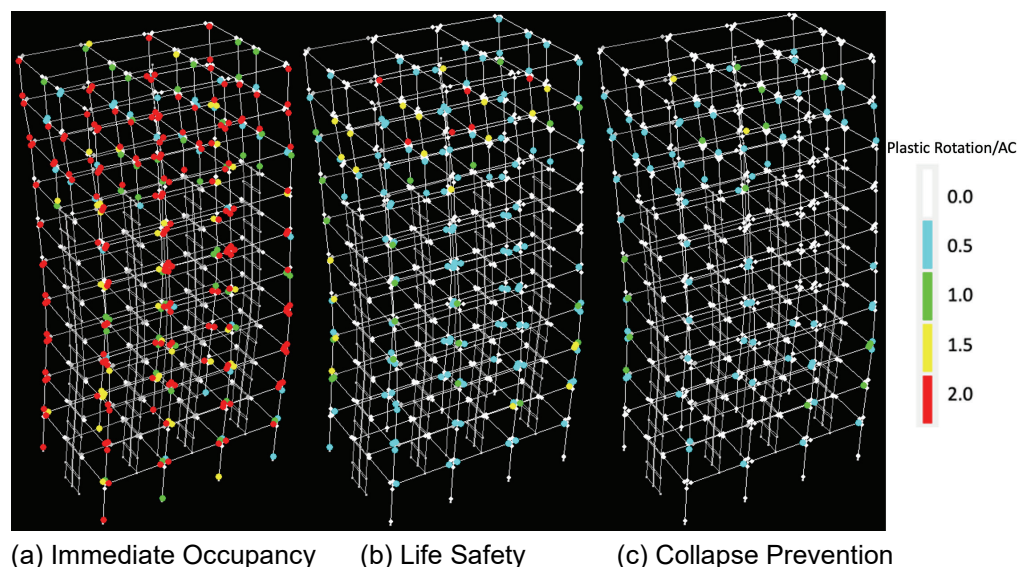 Plastic Rotation/AC
0.0
0.5
1.0
1.5
2.0
(a) Immediate Occupancy (b) Life Safety (c) Collapse Prevention